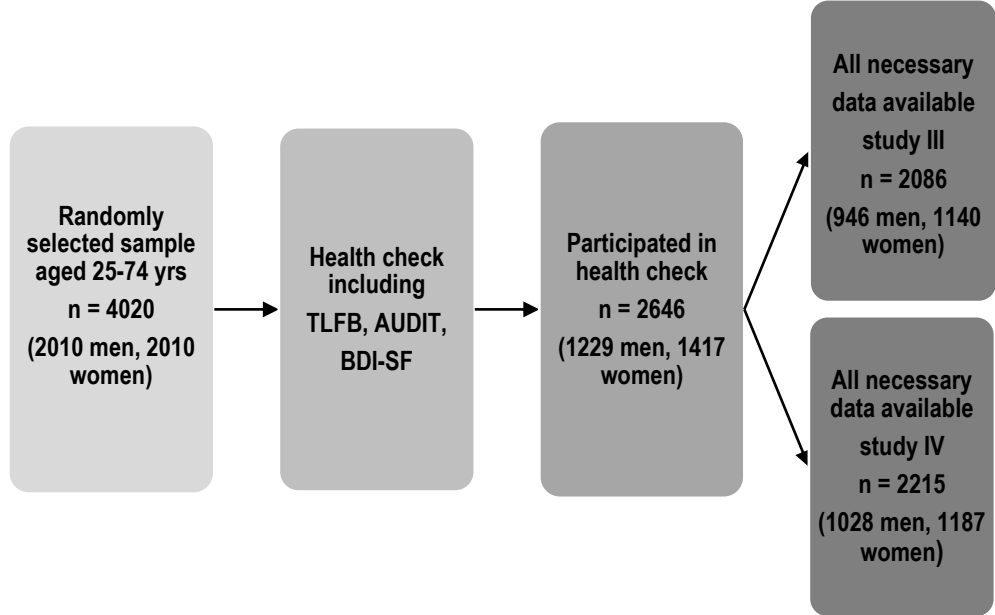 Randomly
selected sample
aged 25-74 yrs
n = 4020
(2010 men, 2010
women)
Health check
including
TLFB, AUDIT,
BDI-SF
Participated in
health check
n = 2646
(1229 men, 1417
women)
All necessary
data available
study III
n = 2086
(946 men, 1140
women)
All necessary
data available
study IV
n = 2215
(1028 men, 1187
women)